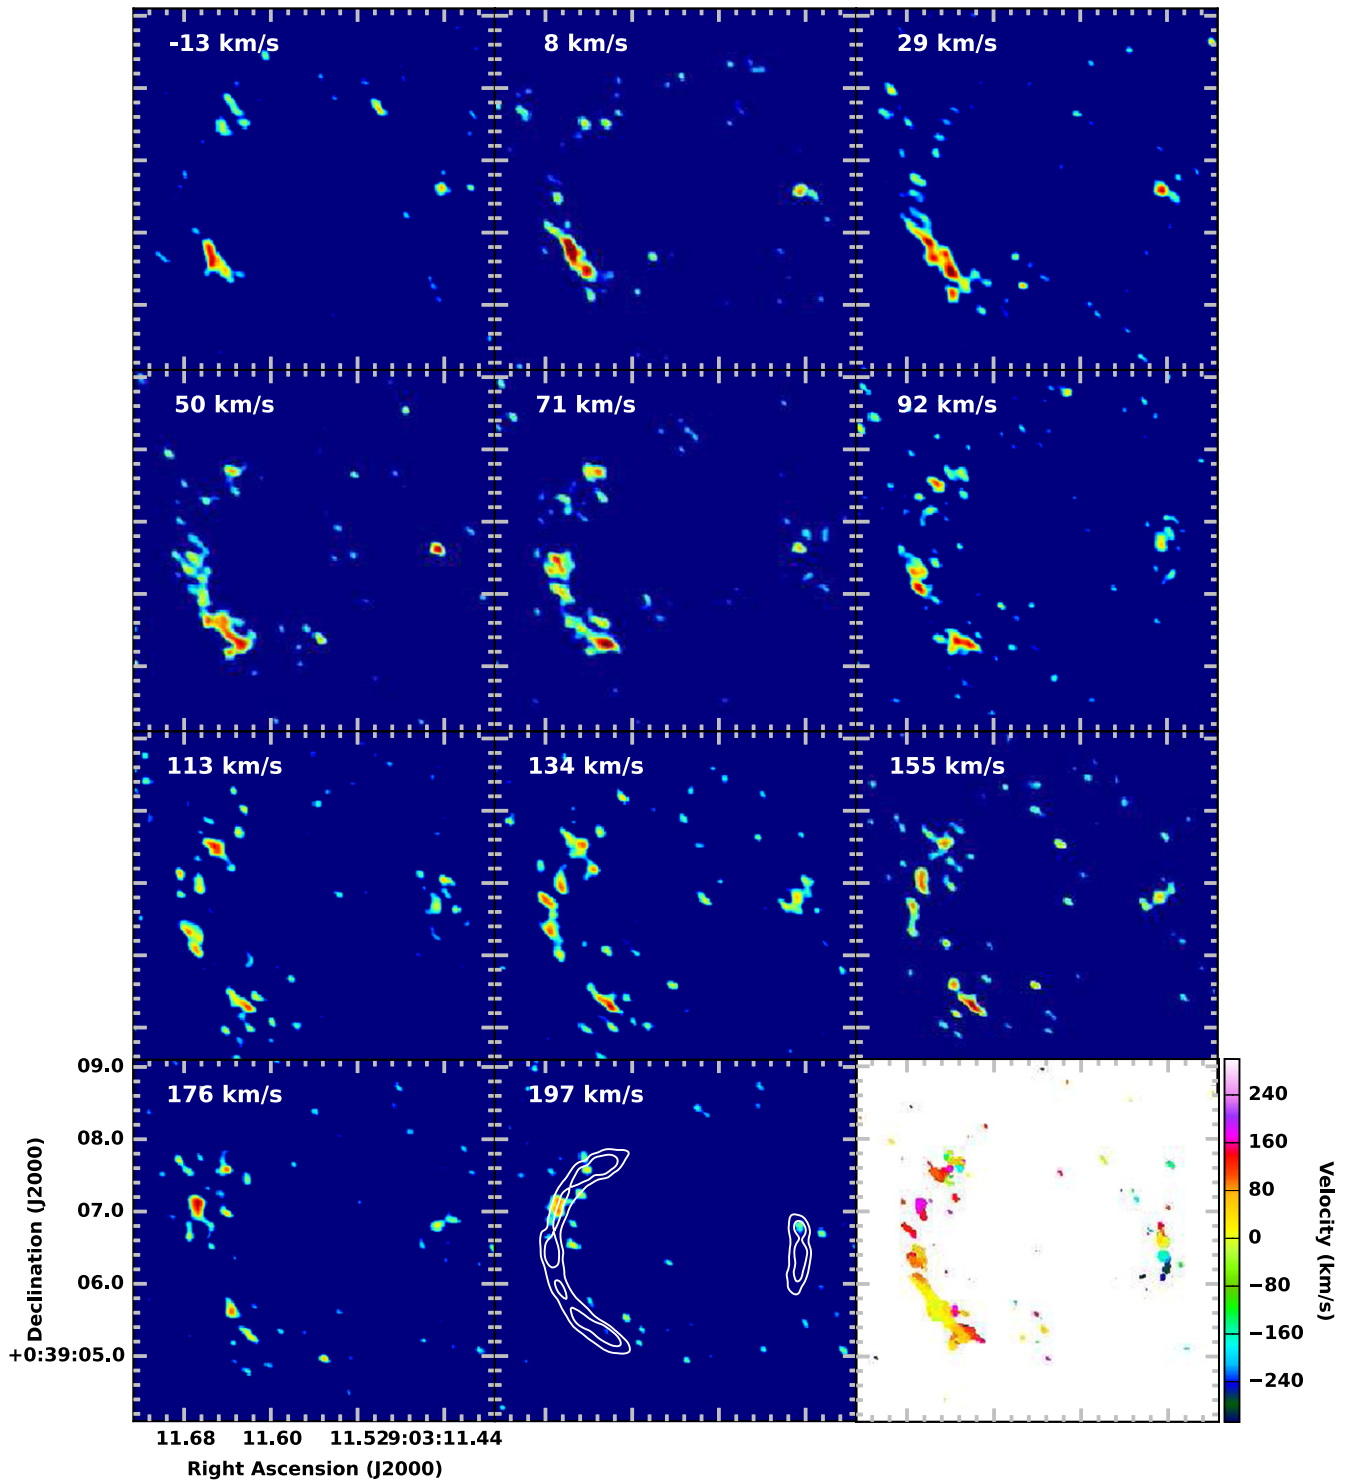 -13 km/s
8 km/s
29 km/s
50 km/s
71 km/s
92 km/s
113 km/s
134 km/s
155 km/s
176 km/s
197 km/s
09.0
08.0
07.0
06.0
+0:39:05.0
Declination (J2000)
11.68 11.60 11.529:03:11.44
Right Ascension (J2000)
240
160
80
0
−80
−160
−240
Velocity (km/s)